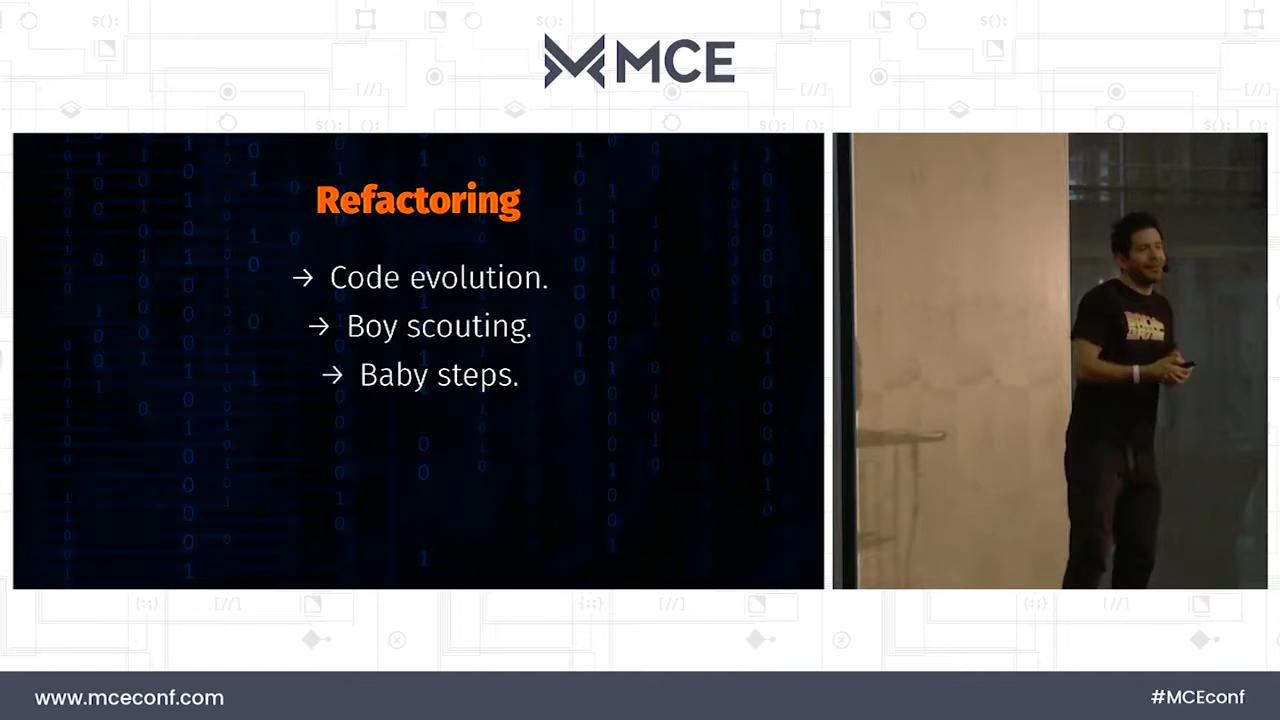 MCE
Refactoring
→ Code evolution.
→ Boy scouting.
→ Baby steps.
www.mceconf.com
#MCEconf